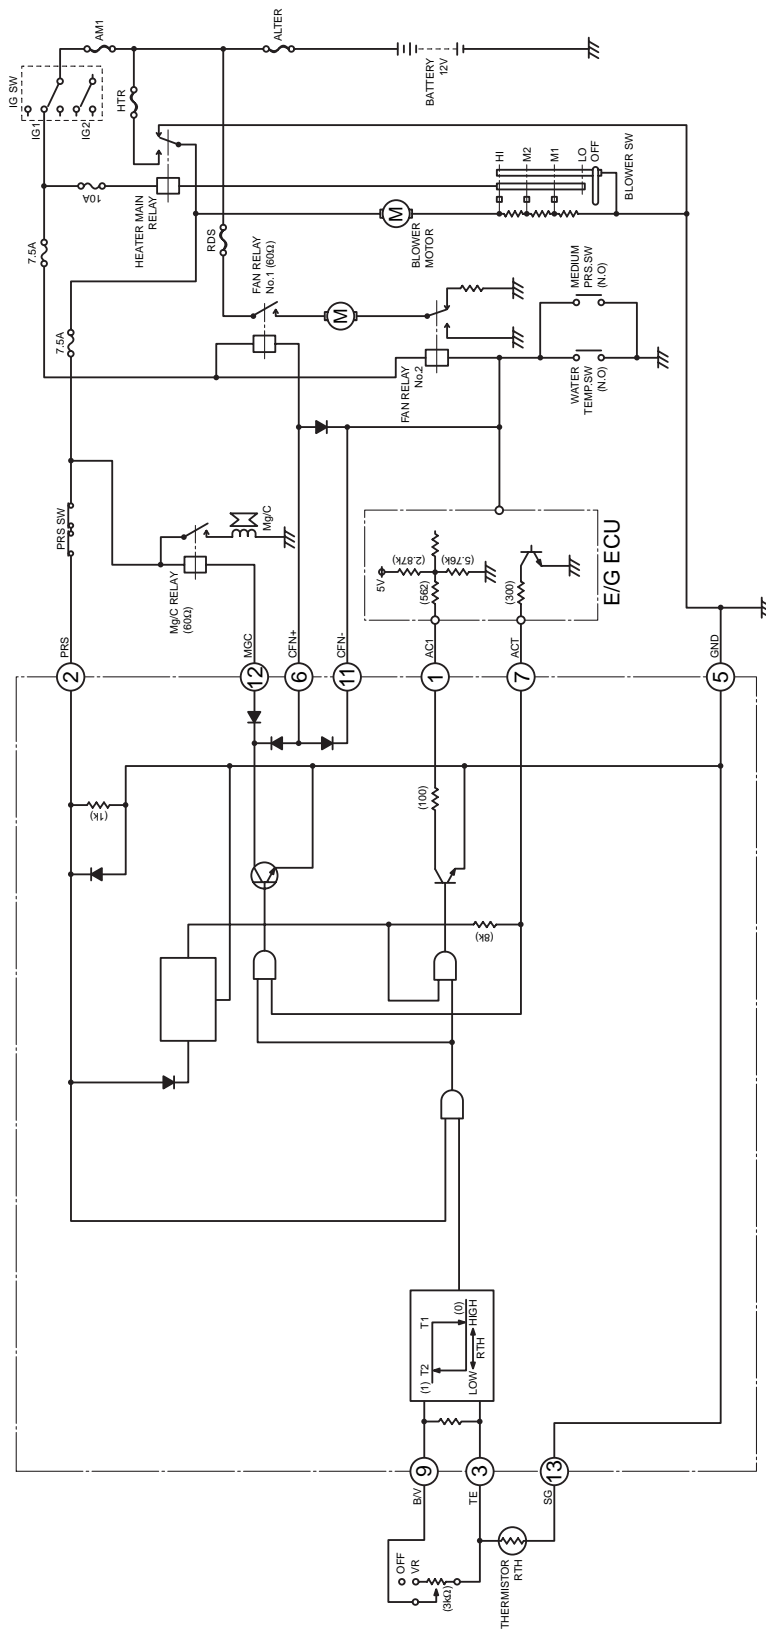 IG SW
AM1
ALTER
BATTERY
12V
HTR
IG1
IG2
10A
HEATER MAIN
RELAY
7.5A
RDS
BLOWER
MOTOR
M
HI
M2
M1
LO
OFF
BLOWER SW
7.5A
FAN RELAY
No.1 (60Ω)
M
FAN RELAY
No.2
MEDIUM
PRS.SW
(N.O)
WATER
TEMP.SW
(N.O)
PRS SW
Mg/C RELAY
(60Ω)
Mg/C
5V
(2.87k)
(5.76k)
(562)
(300)
E/G ECU
PRS
MGC
CFN+
CFN-
AC1
ACT
GND
2
12
6
11
1
7
5
(1k)
(100)
(8k)
(1)
T2
T1
(0)
LOW
HIGH
RTH
9
3
13
B/V
TE
SG
OFF
VR
(3kΩ)
THERMISTOR
RTH